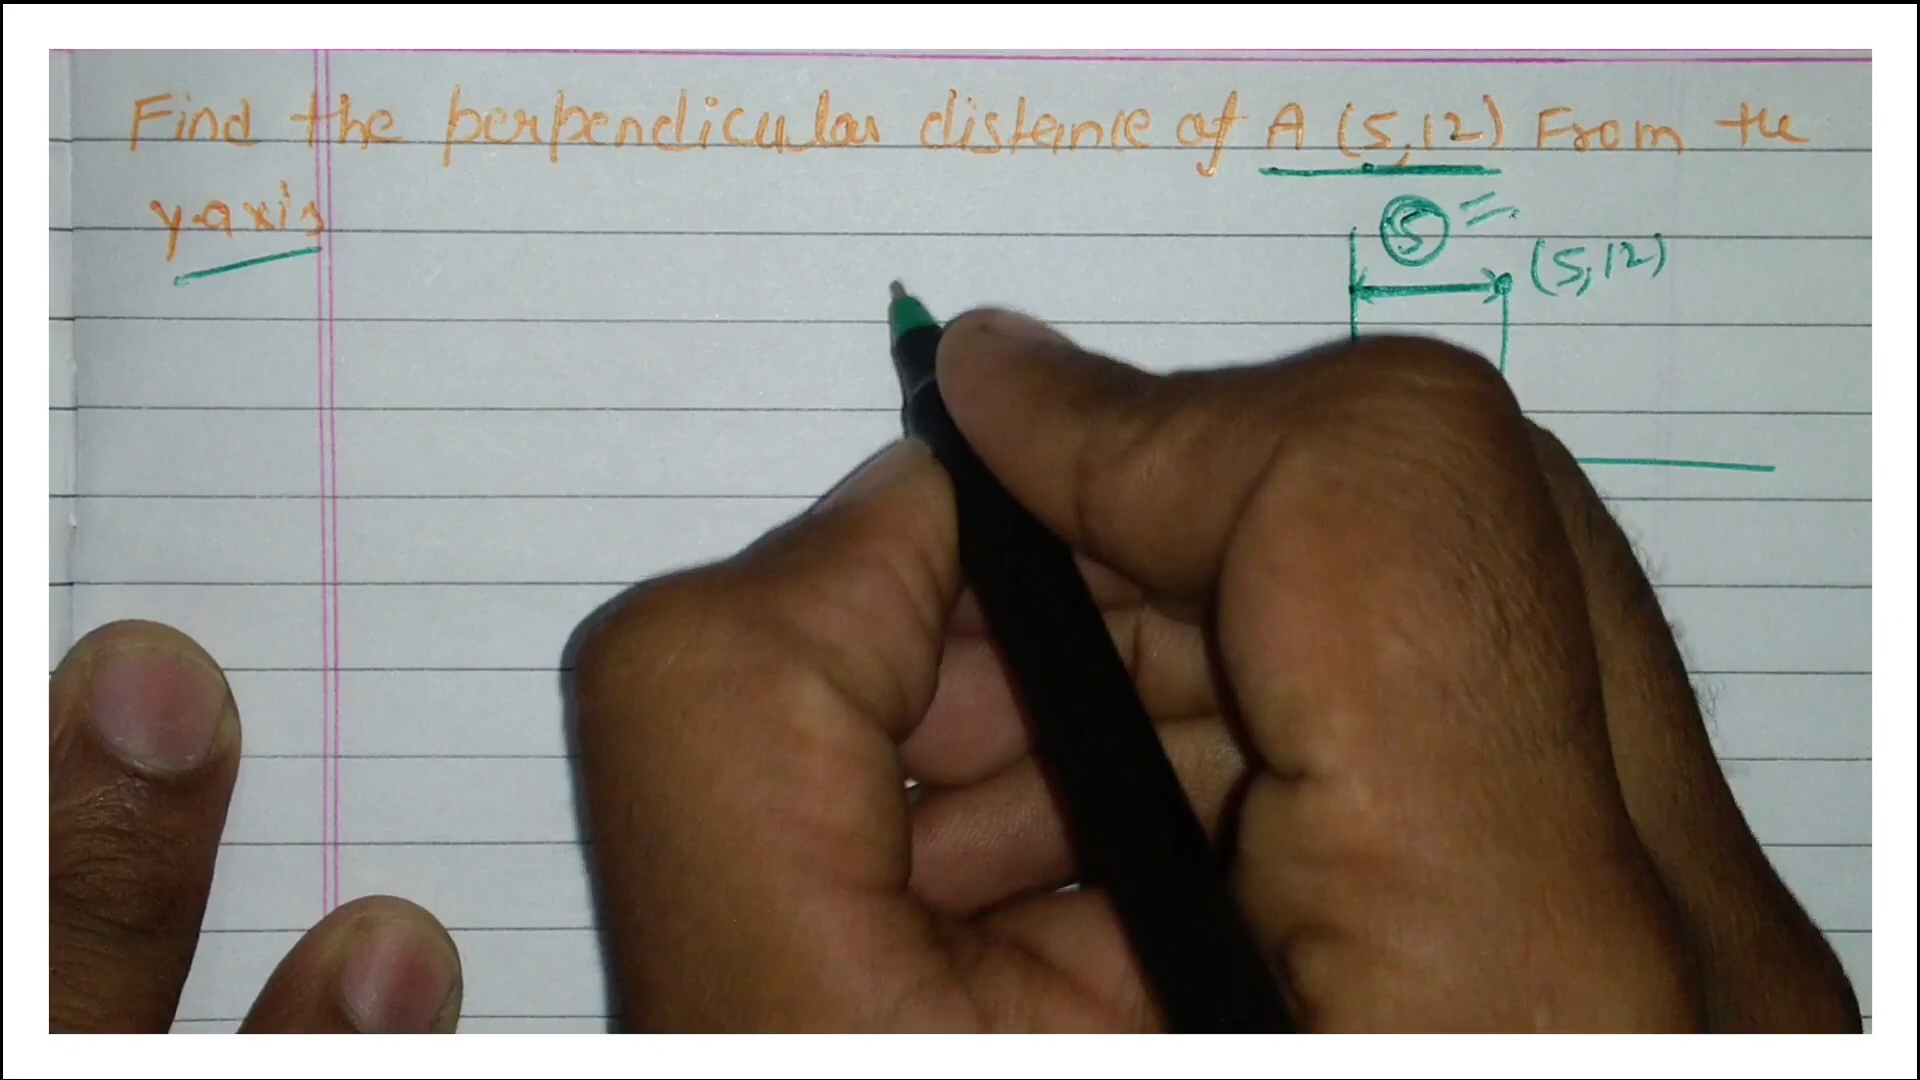 Find the perpendicular distance of A (5,12) From the
y-axis
5 =
(5,12)